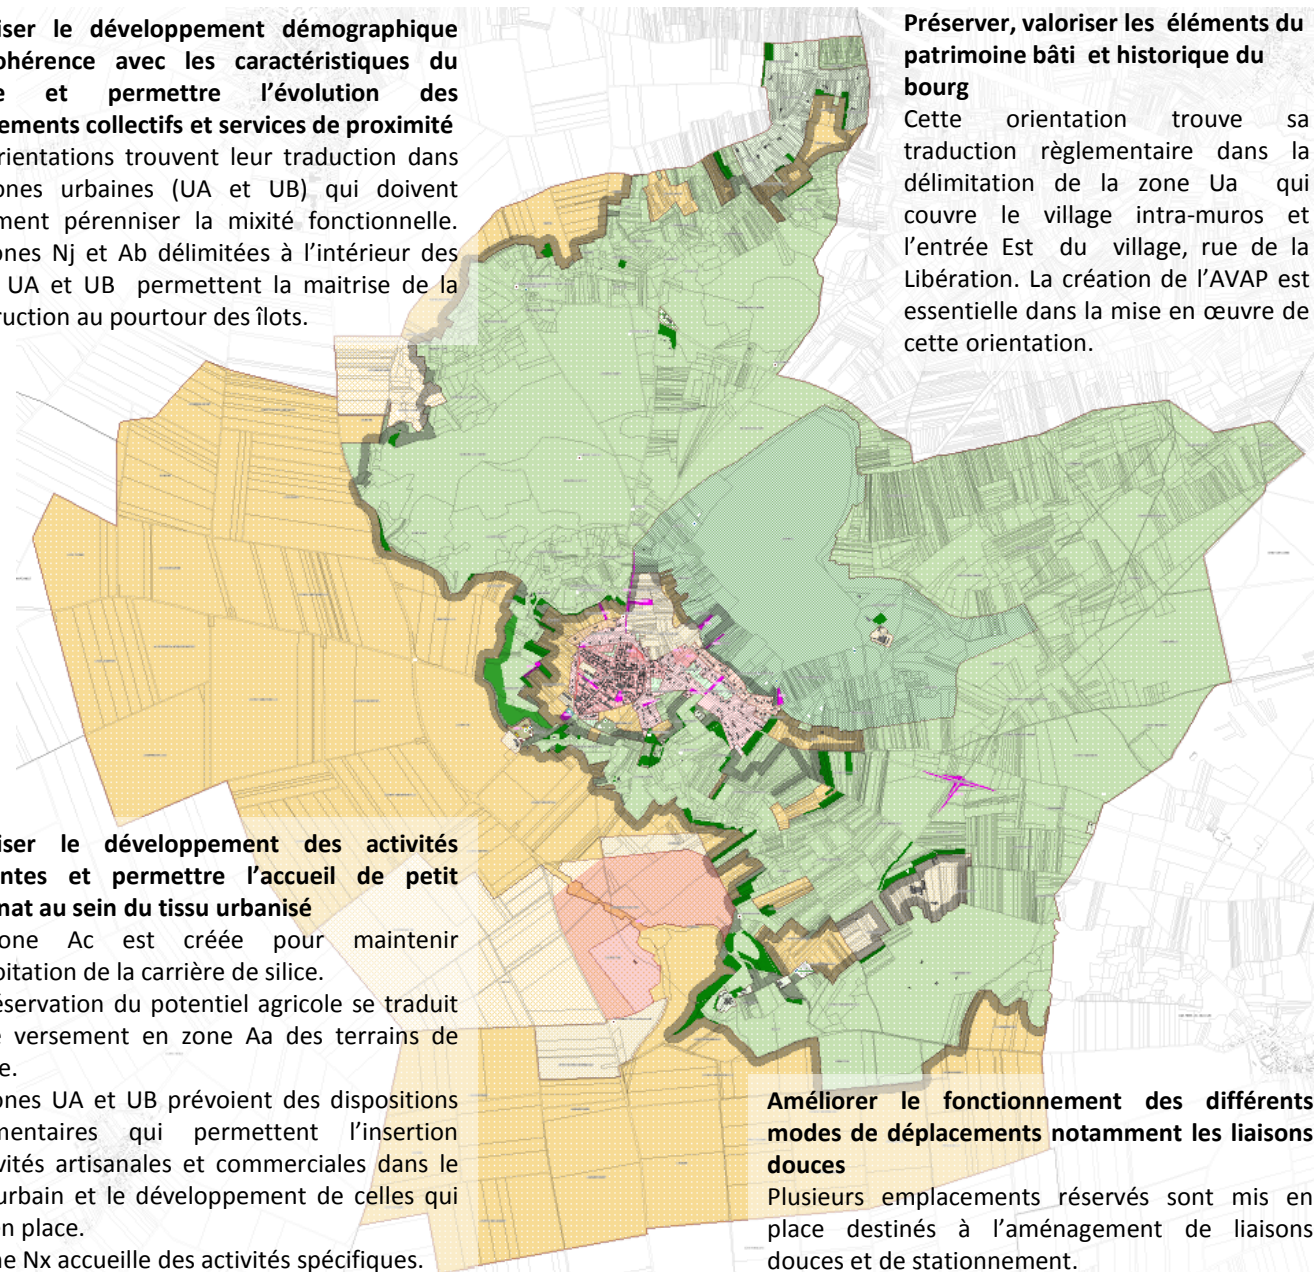 iser le développement démographique
ohérence avec les caractéristiques du
e et permettre l'évolution des
ements collectifs et services de proximité
rientations trouvent leur traduction dans
ones urbaines (UA et UB) qui doivent
ment pérenniser la mixité fonctionnelle.
ones Nj et Ab délimitées à l'intérieur des
UA et UB permettent la maitrise de la
ruction au pourtour des îlots.
Préserver, valoriser les éléments du
patrimoine bâti et historique du
bourg
Cette orientation trouve sa
traduction règlementaire dans la
délimitation de la zone Ua qui
couvre le village intra-muros et
l'entrée Est du village, rue de la
Libération. La création de l'AVAP est
essentielle dans la mise en œuvre de
cette orientation.
iser le développement des activités
ntes et permettre l'accueil de petit
nat au sein du tissu urbanisé
one Ac est créée pour maintenir
oitation de la carrière de silice.
éservation du potentiel agricole se traduit
e versement en zone Aa des terrains de
e.
ones UA et UB prévoient des dispositions
mentaires qui permettent l'insertion
vités artisanales et commerciales dans le
urbain et le développement de celles qui
en place.
ne Nx accueille des activités spécifiques.
Améliorer le fonctionnement des différents
modes de déplacements notamment les liaisons
douces
Plusieurs emplacements réservés sont mis en
place destinés à l'aménagement de liaisons
douces et de stationnement.